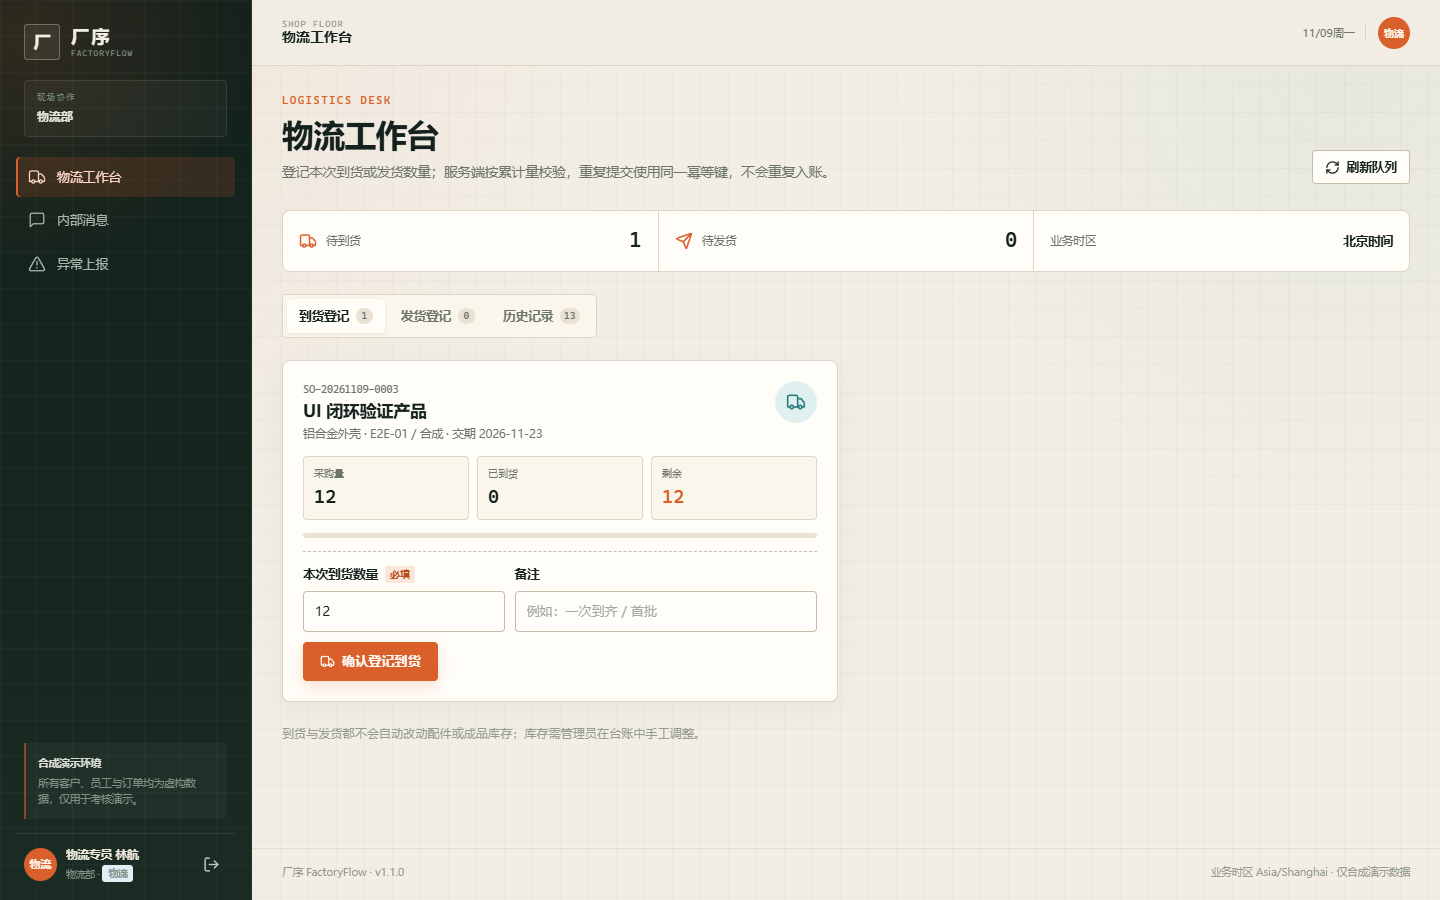 厂
厂序
FACTORYFLOW
现场协作
物流部
物流工作台
内部消息
异常上报
合成演示环境
所有客户、员工与订单均为虚构数
据，仅用于考核演示。
物流
物流专员 林航
物流部 · 物流
SHOP FLOOR
物流工作台
11/09周一
物流
LOGISTICS DESK
物流工作台
登记本次到货或发货数量；服务端按累计量校验，重复提交使用同一幂等键，不会重复入账。
刷新队列
待到货 1
待发货 0
业务时区 北京时间
到货登记 1
发货登记 0
历史记录 13
SO-20261109-0003
UI 闭环验证产品
铝合金外壳 · E2E-01 / 合成 · 交期 2026-11-23
采购量
12
已到货
0
剩余
12
本次到货数量 必填
备注
12
例如：一次到齐 / 首批
确认登记到货
到货与发货都不会自动改动配件或成品库存；库存需管理员在台账中手工调整。
厂序 FactoryFlow · v1.1.0
业务时区 Asia/Shanghai · 仅合成演示数据